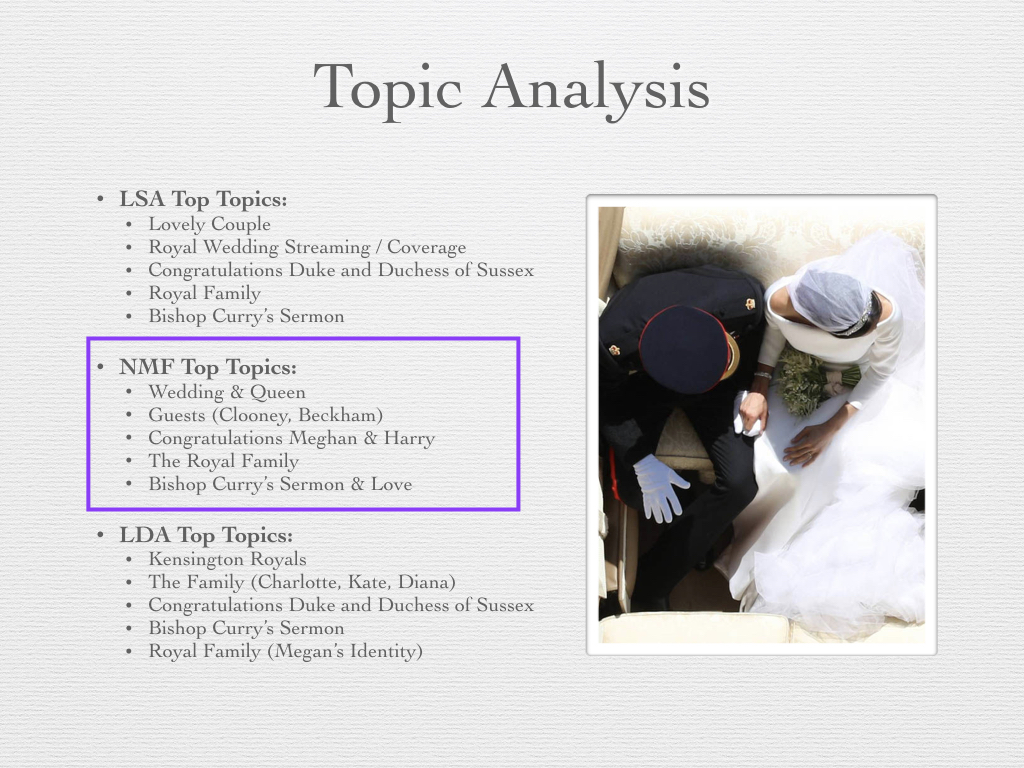 Topic Analysis
• LSA Top Topics:
• Lovely Couple
• Royal Wedding Streaming / Coverage
• Congratulations Duke and Duchess of Sussex
• Royal Family
• Bishop Curry's Sermon
• NMF Top Topics:
• Wedding & Queen
• Guests (Clooney, Beckham)
• Congratulations Meghan & Harry
• The Royal Family
• Bishop Curry's Sermon & Love
• LDA Top Topics:
• Kensington Royals
• The Family (Charlotte, Kate, Diana)
• Congratulations Duke and Duchess of Sussex
• Bishop Curry's Sermon
• Royal Family (Megan's Identity)